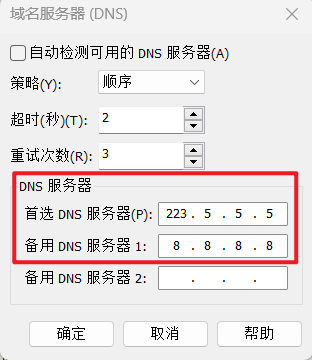 域名服务器 (DNS)
自动检测可用的 DNS 服务器(A)
策略(Y): 顺序
超时(秒)(T): 2
重试次数(R): 3
DNS 服务器
首选 DNS 服务器(P): 223 . 5 . 5 . 5
备用 DNS 服务器 1: 8 . 8 . 8 . 8
备用 DNS 服务器 2: . . .
确定 取消 帮助